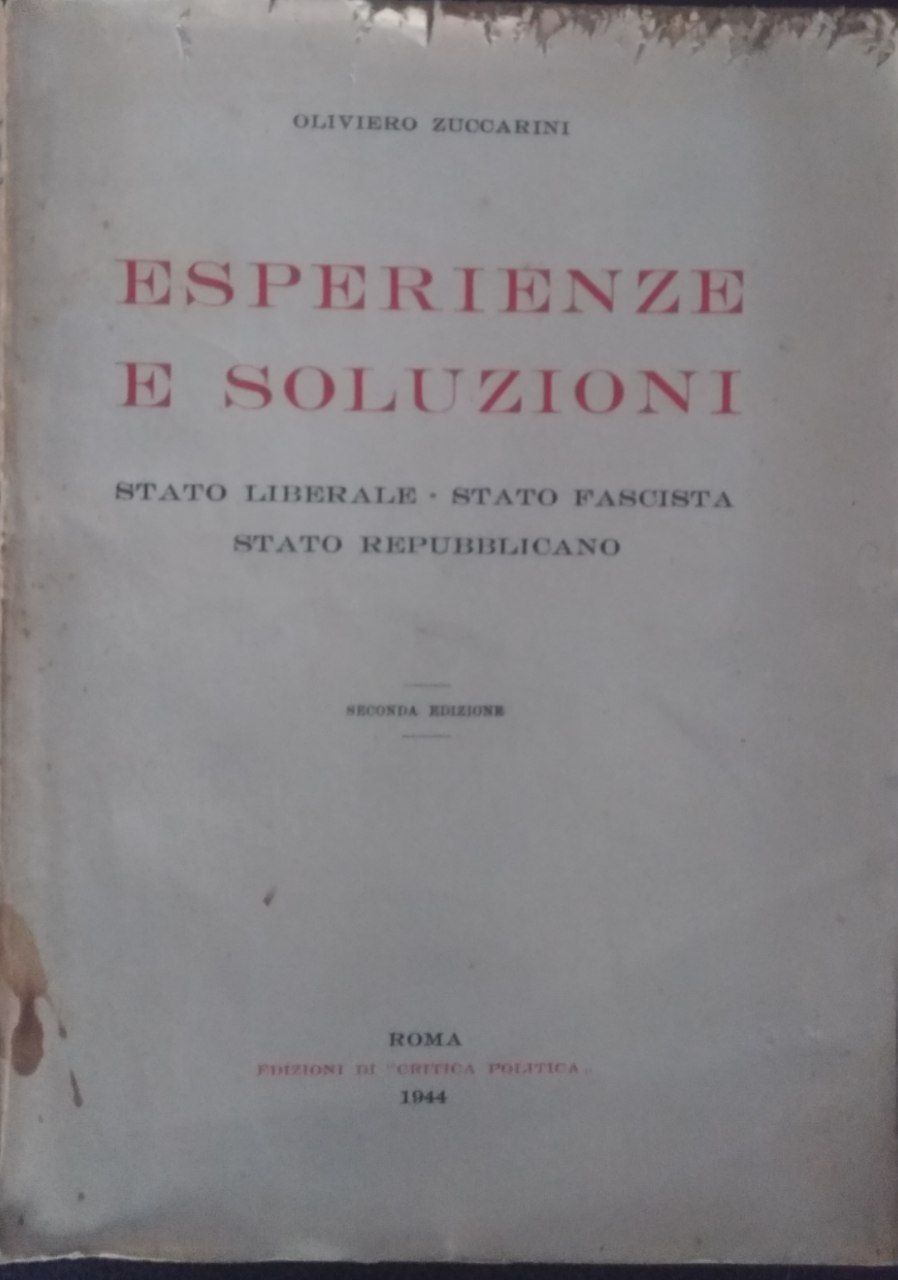 OLIVIERO ZUCCARINI
ESPERIENZE
E SOLUZIONI
STATO LIBERALE · STATO FASCISTA
STATO REPUBBLICANO
SECONDA EDIZIONE
ROMA
EDIZIONI DI "CRITICA POLITICA„
1944